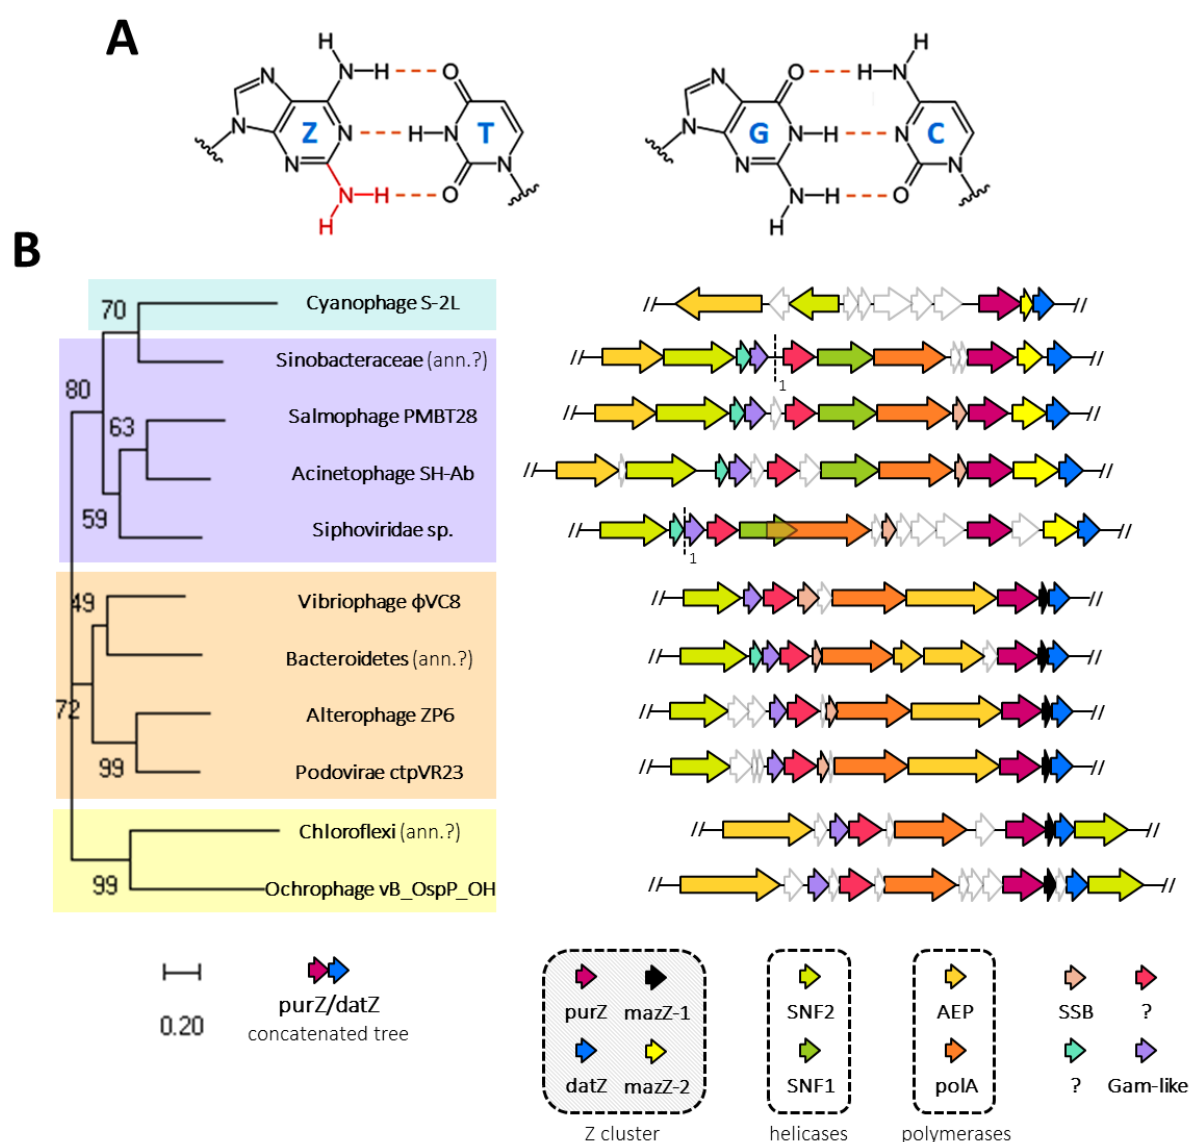 A
H
N
N
H
O
O
H
N
H
N
Z
N
H
N
T
N
G
N
H
N
C
N
N
N
H
O
N
N
H
O
N
H
H
B
70
Cyanophage S-2L
Sinobacteraceae (ann.?)
1
80
63
Salmophage PMBT28
Acinetophage SH-Ab
59
Siphoviridae sp.
1
49
Vibriophage ϕVC8
Bacteroidetes (ann.?)
72
Alterophage ZP6
99
Podovirae ctpVR23
Chloroflexi (ann.?)
99
Ochrophage vB_OspP_OH
0.20
purZ/datZ
concatenated tree
purZ
mazZ-1
datZ
mazZ-2
Z cluster
SNF2
SNF1
helicases
AEP
polA
polymerases
SSB
?
?
Gam-like